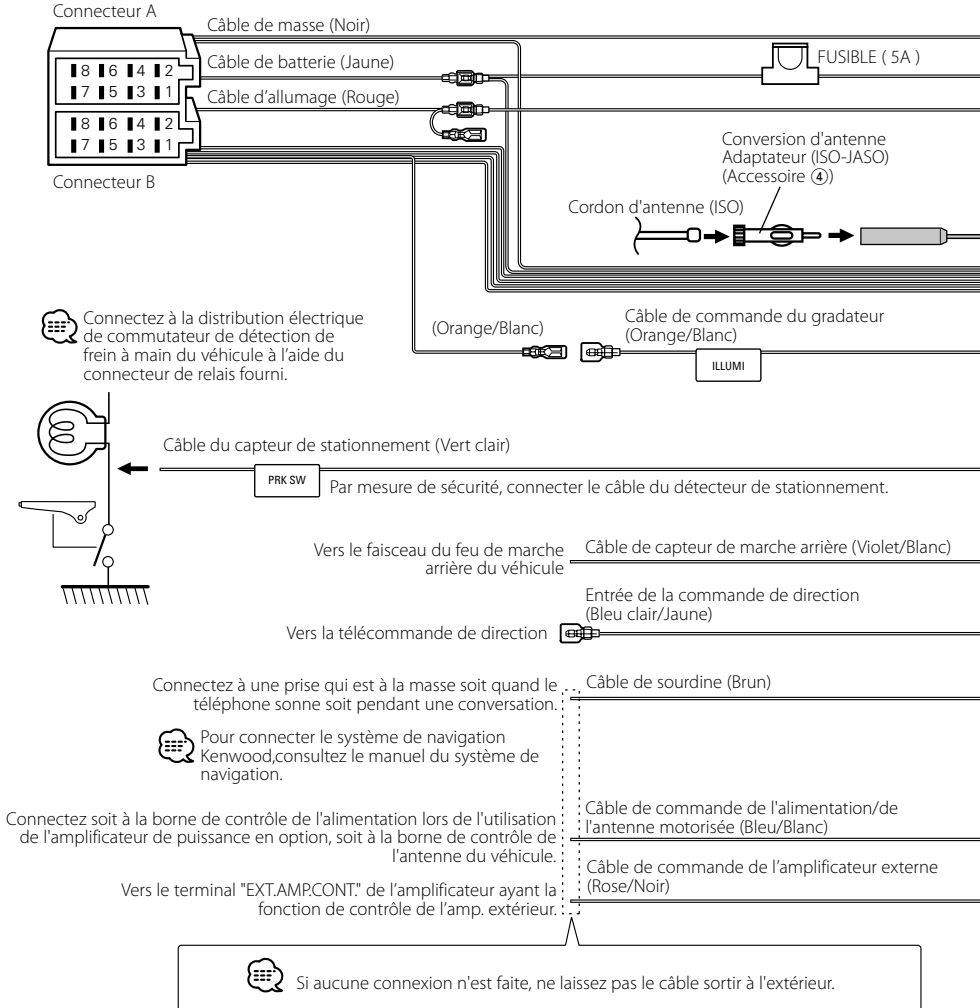 Connecteur A
Câble de masse (Noir)
Câble de batterie (Jaune)
FUSIBLE ( 5A )
8 6 4 2
7 5 3 1
Câble d'allumage (Rouge)
8 6 4 2
7 5 3 1
Connecteur B
Conversion d'antenne
Adaptateur (ISO-JASO)
(Accessoire ④)
Cordon d'antenne (ISO)
Connectez à la distribution électrique
de commutateur de détection de
frein à main du véhicule à l'aide du
connecteur de relais fourni.
(Orange/Blanc)
Câble de commande du gradateur
(Orange/Blanc)
ILLUMI
Câble du capteur de stationnement (Vert clair)
PRK SW
Par mesure de sécurité, connecter le câble du détecteur de stationnement.
Vers le faisceau du feu de marche
arrière du véhicule
Câble de capteur de marche arrière (Violet/Blanc)
Entrée de la commande de direction
(Bleu clair/Jaune)
Vers la télécommande de direction
Connectez à une prise qui est à la masse soit quand le
téléphone sonne soit pendant une conversation.
Câble de sourdine (Brun)
Pour connecter le système de navigation
Kenwood,consultez le manuel du système de
navigation.
Connectez soit à la borne de contrôle de l'alimentation lors de l'utilisation
de l'amplificateur de puissance en option, soit à la borne de contrôle de
l'antenne du véhicule.
Câble de commande de l'alimentation/de
l'antenne motorisée (Bleu/Blanc)
Vers le terminal "EXT.AMP.CONT." de l'amplificateur ayant la
fonction de contrôle de l'amp. extérieur.
Câble de commande de l'amplificateur externe
(Rose/Noir)
Si aucune connexion n'est faite, ne laissez pas le câble sortir à l'extérieur.